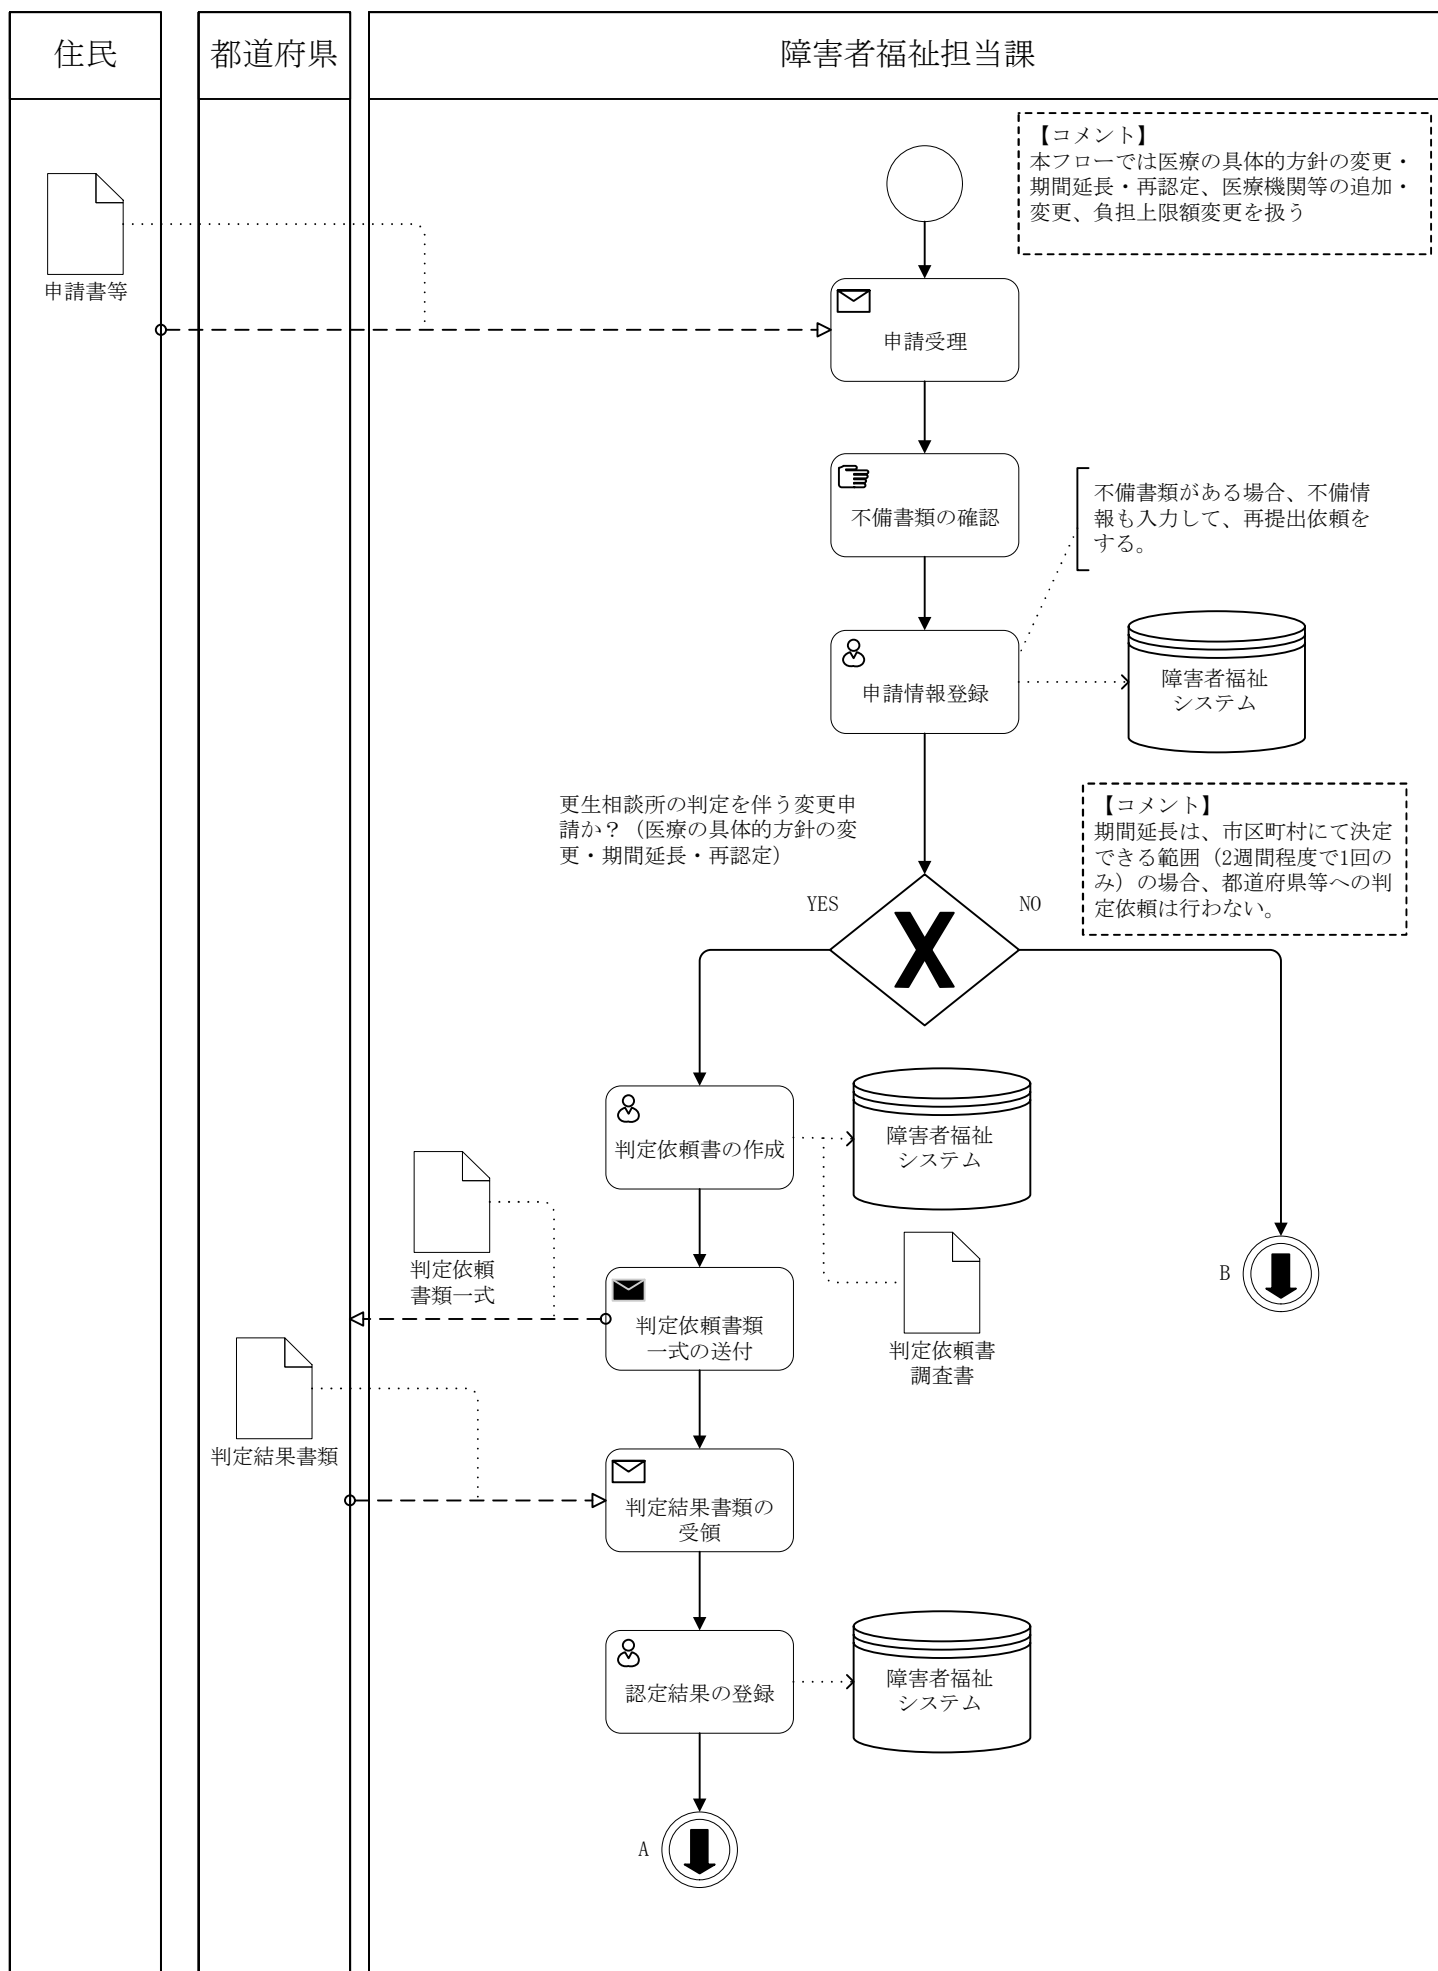 住民
都道府県
障害者福祉担当課
【コメント】
本フローでは医療の具体的方針の変更・
期間延長・再認定、医療機関等の追加・
変更、負担上限額変更を扱う
申請書等
申請受理
不備書類の確認
不備書類がある場合、不備情
報も入力して、再提出依頼を
する。
申請情報登録
障害者福祉
システム
更生相談所の判定を伴う変更申
請か？（医療の具体的方針の変
更・期間延長・再認定）
【コメント】
期間延長は、市区町村にて決定
できる範囲（2週間程度で1回の
み）の場合、都道府県等への判
定依頼は行わない。
YES
NO
判定依頼書の作成
障害者福祉
システム
判定依頼
書類一式
B
判定依頼書類
一式の送付
判定依頼書
調査書
判定結果書類
判定結果書類の
受領
認定結果の登録
障害者福祉
システム
A